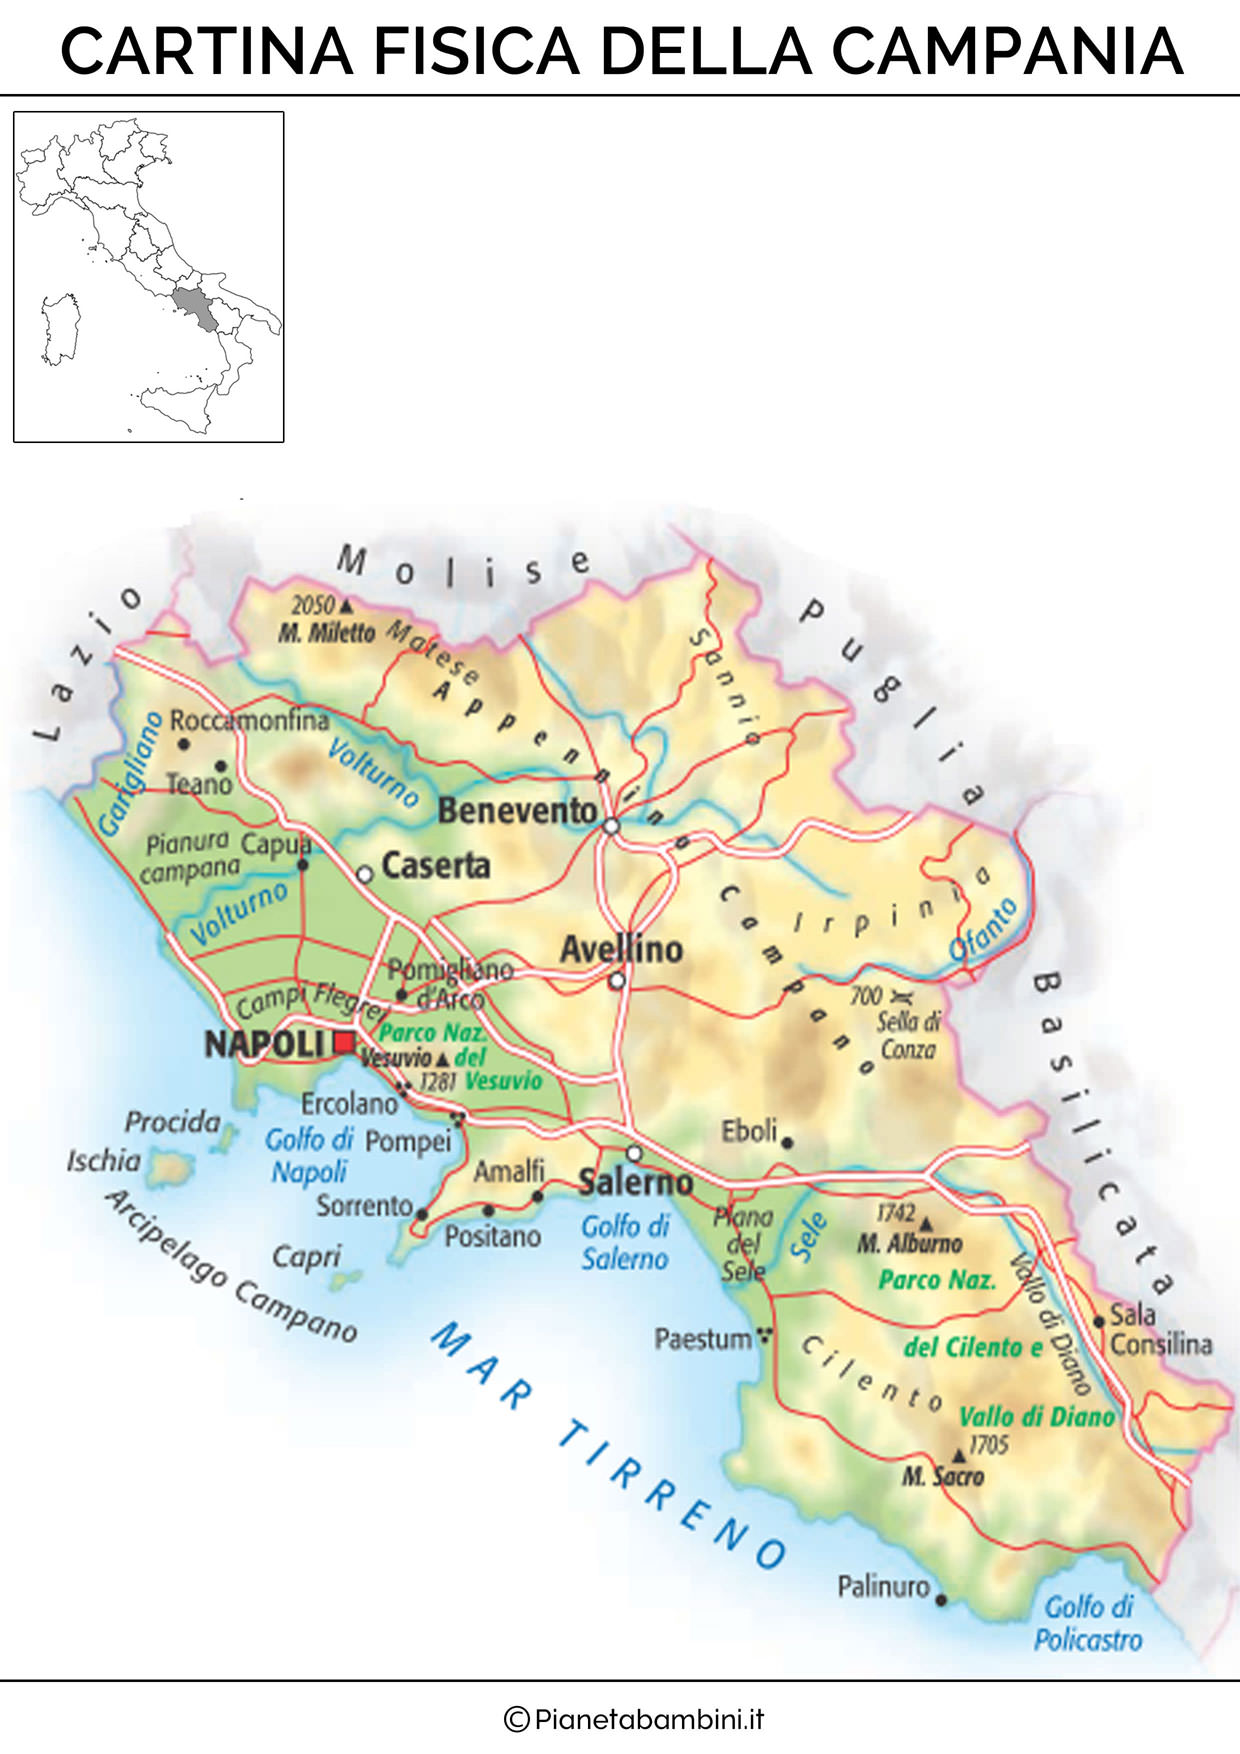 CARTINA FISICA DELLA CAMPANIA
Molise
Lazio
Puglia
2050
M. Miletto
Matese
Sannio
Appennino Campano
Roccamonfina
Garigliano
Volturno
Teano
Benevento
Pianura
campana
Capua
Caserta
Volturno
Irpinia
Ofanto
Avellino
Pomigliano
d'Arco
Campi Flegrei
700
Sella di
Conza
Basilicata
NAPOLI
Parco Naz.
del
Vesuvio
Vesuvio
1281
Ercolano
Procida
Golfo di
Napoli
Pompei
Eboli
Ischia
Amalfi
Salerno
Sorrento
Positano
Golfo di
Salerno
Piana
del
Sele
Sele
1742
M. Alburno
Arcipelago Campano
Capri
Parco Naz.
del Cilento e
Vallo di Diano
Vallo di Diano
Sala
Consilina
Paestum
Cilento
MAR TIRRENO
1705
M. Sacro
Palinuro
Golfo di
Policastro
©Pianetabambini.it